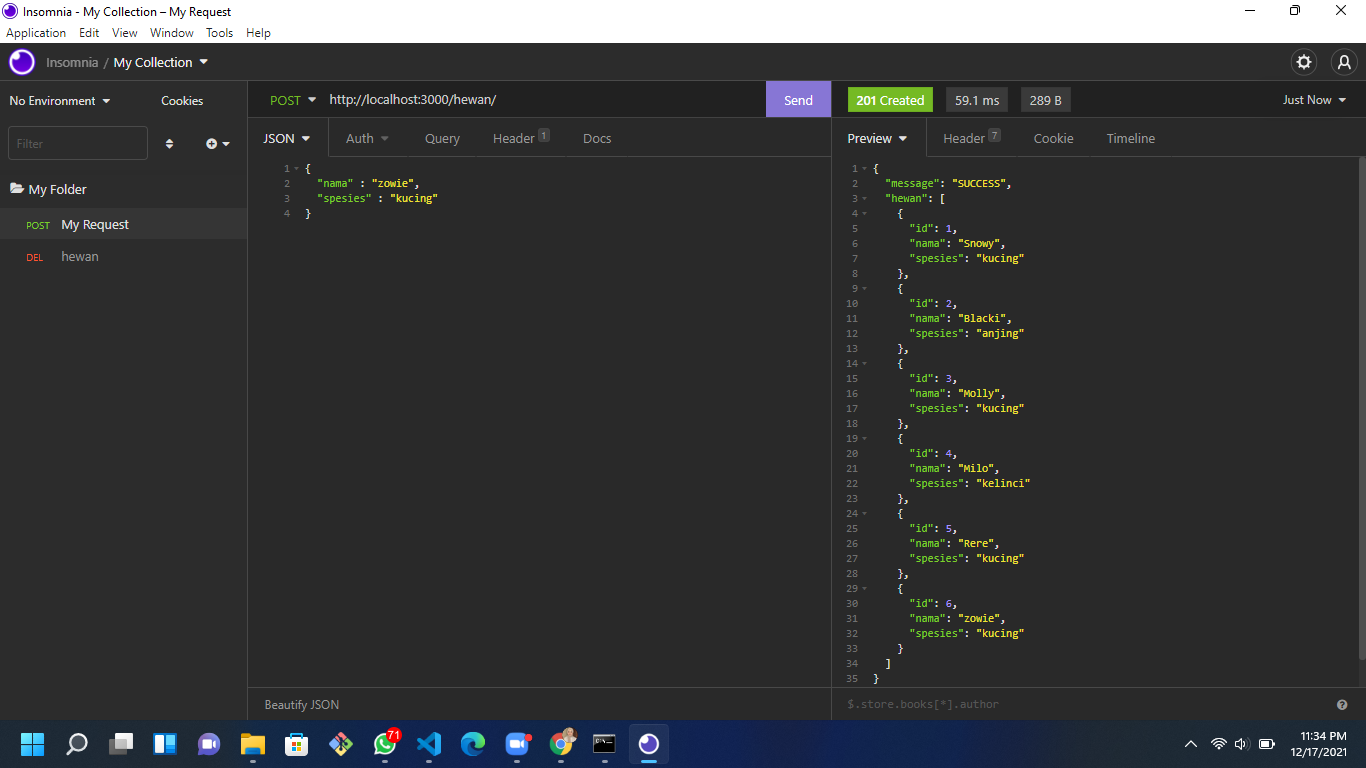 Insomnia - My Collection – My Request
Application Edit View Window Tools Help
Insomnia / My Collection
No Environment Cookies
POST http://localhost:3000/hewan/ Send
201 Created 59.1 ms 289 B Just Now
Filter
JSON Auth Query Header 1 Docs
Preview Header 7 Cookie Timeline
My Folder
POST My Request
DEL hewan
1 {
2 "nama" : "zowie",
3 "spesies" : "kucing"
4 }
1 {
2 "message": "SUCCESS",
3 "hewan": [
4 {
5 "id": 1,
6 "nama": "Snowy",
7 "spesies": "kucing"
8 },
9 {
10 "id": 2,
11 "nama": "Blacki",
12 "spesies": "anjing"
13 },
14 {
15 "id": 3,
16 "nama": "Molly",
17 "spesies": "kucing"
18 },
19 {
20 "id": 4,
21 "nama": "Milo",
22 "spesies": "kelinci"
23 },
24 {
25 "id": 5,
26 "nama": "Rere",
27 "spesies": "kucing"
28 },
29 {
30 "id": 6,
31 "nama": "zowie",
32 "spesies": "kucing"
33 }
34 ]
35 }
Beautify JSON
$.store.books[*].author
71
11:34 PM
12/17/2021